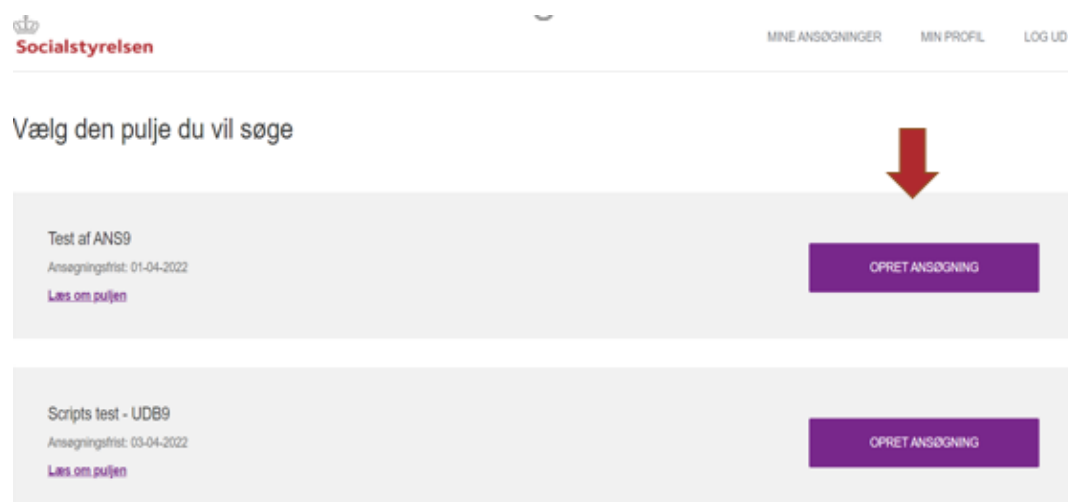 Socialstyrelsen
MINE ANSØGNINGER MIN PROFIL LOG UD
Vælg den pulje du vil søge
Test af ANS9
Ansøgningsfrist: 01-04-2022
Læs om puljen
OPRET ANSØGNING
Scripts test - UDB9
Ansøgningsfrist: 03-04-2022
Læs om puljen
OPRET ANSØGNING